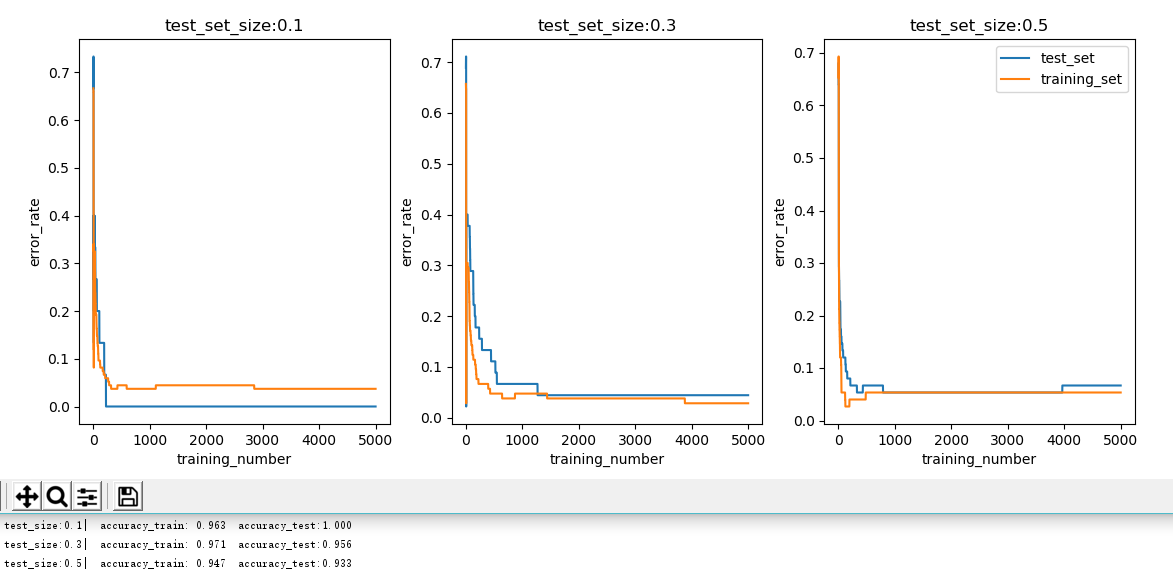 test_set_size:0.1 test_set_size:0.3 test_set_size:0.5
test_set
training_set
0.7
0.6
0.5
0.4
0.3
0.2
0.1
0.0
error_rate
0 1000 2000 3000 4000 5000
training_number
0.7
0.6
0.5
0.4
0.3
0.2
0.1
0.0
error_rate
0 1000 2000 3000 4000 5000
training_number
0.7
0.6
0.5
0.4
0.3
0.2
0.1
0.0
error_rate
0 1000 2000 3000 4000 5000
training_number
test_size:0.1| accuracy_train: 0.963 accuracy_test:1.000
test_size:0.3| accuracy_train: 0.971 accuracy_test:0.956
test_size:0.5| accuracy_train: 0.947 accuracy_test:0.933